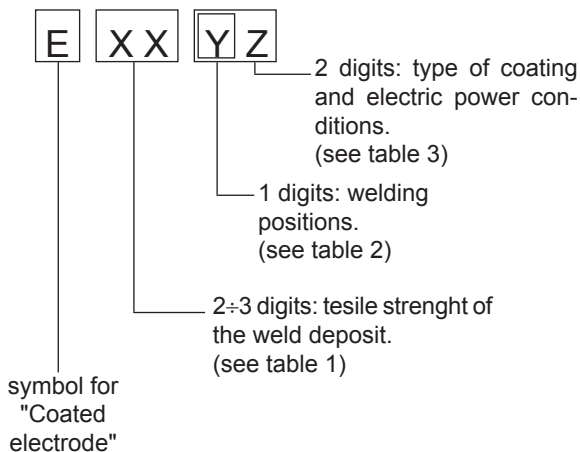 E XX YZ
2 digits: type of coating
and electric power con-
ditions.
(see table 3)
1 digits: welding
positions.
(see table 2)
2÷3 digits: tesile strenght of
the weld deposit.
(see table 1)
symbol for
"Coated
electrode"